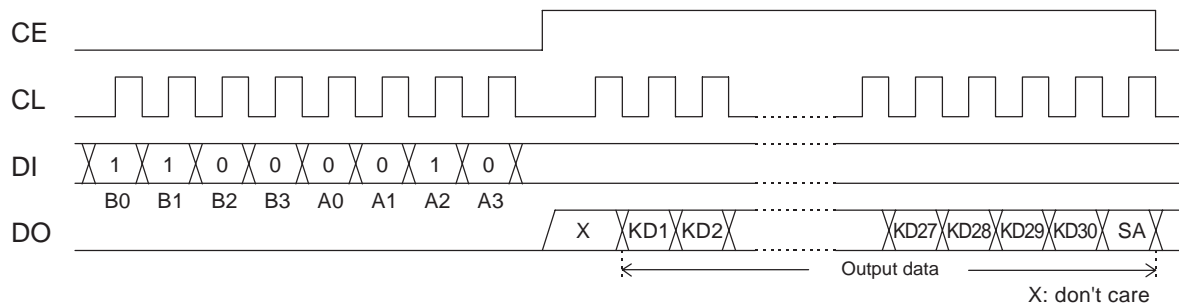 CE
CL
DI 1 1 0 0 0 0 1 0
B0 B1 B2 B3 A0 A1 A2 A3
DO X KD1 KD2 KD27 KD28 KD29 KD30 SA
Output data
X: don't care